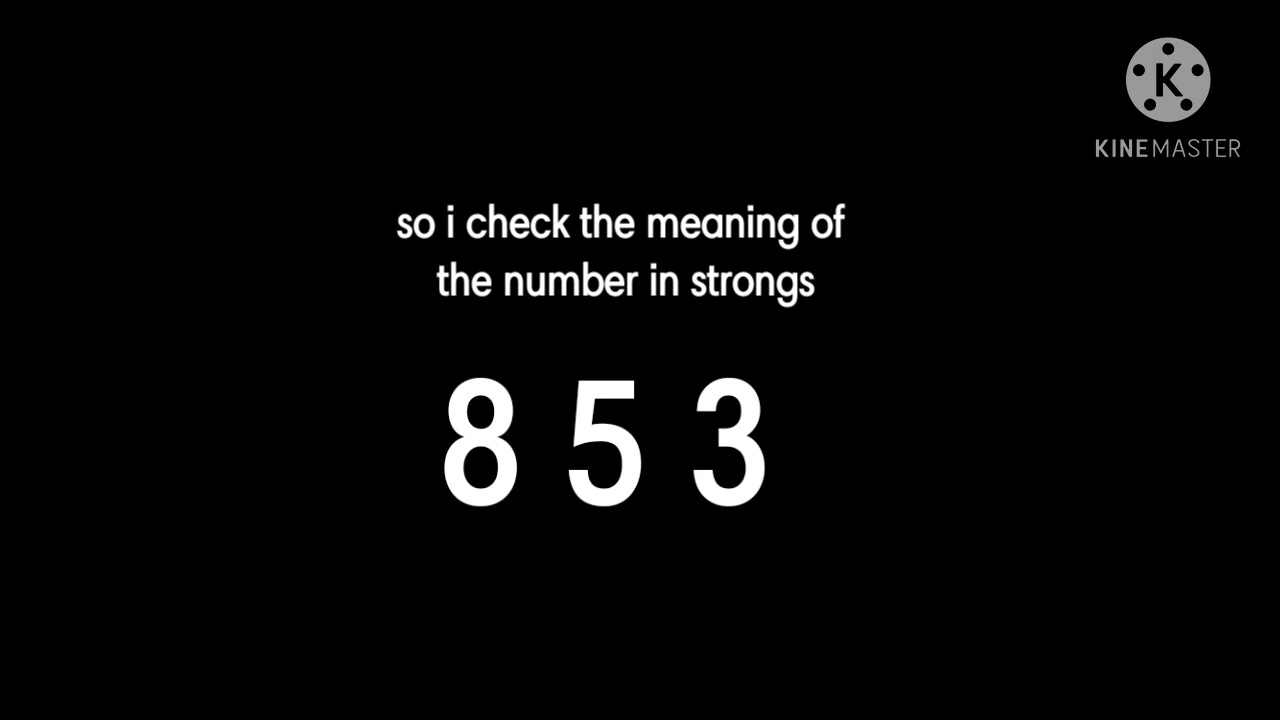 K
KINEMASTER
so i check the meaning of
the number in strongs
8 5 3